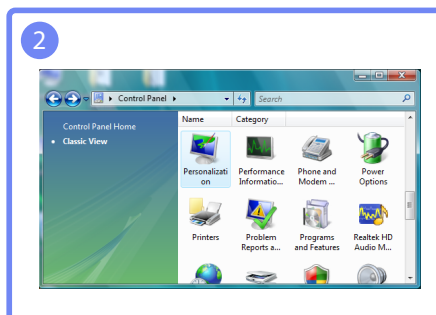 2
Control Panel
Search
Control Panel Home
Classic View
Name Category
Personalizati
on
Performance
Informatio...
Phone and
Modem ...
Power
Options
Printers
Problem
Reports a...
Programs
and Features
Realtek HD
Audio M...